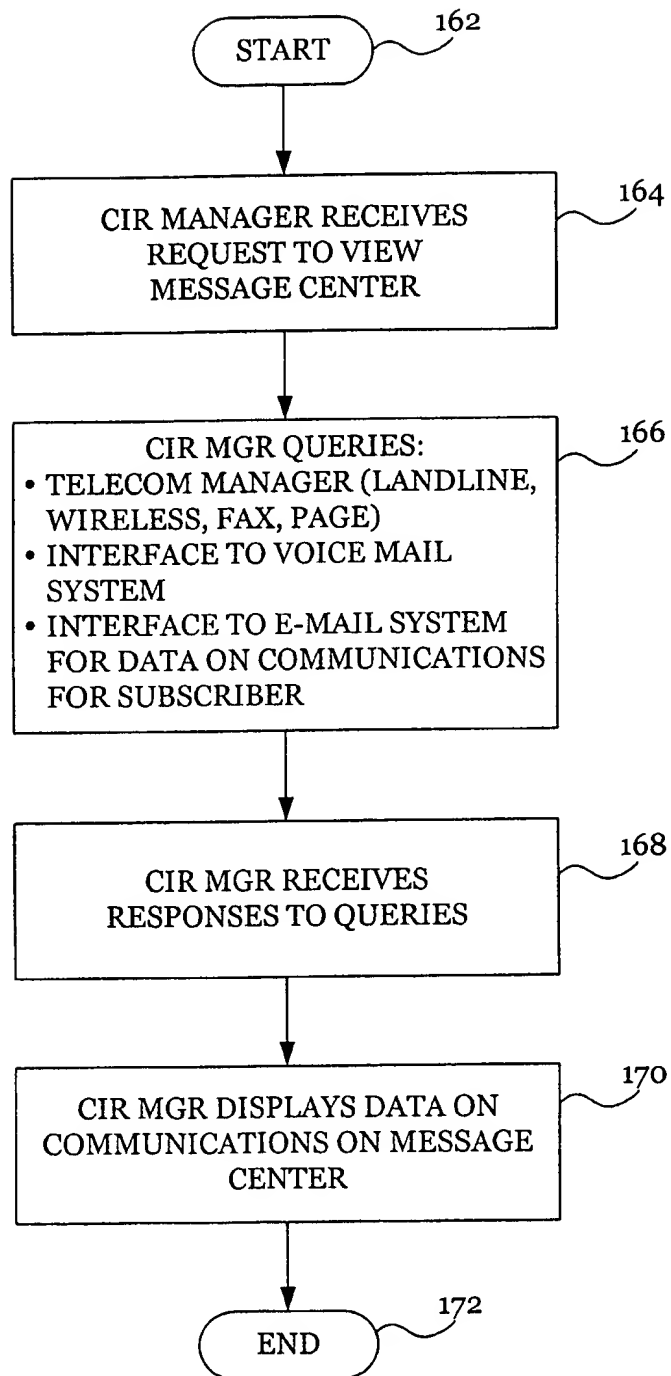 START
162
CIR MANAGER RECEIVES
REQUEST TO VIEW
MESSAGE CENTER
164
CIR MGR QUERIES:
• TELECOM MANAGER (LANDLINE,
WIRELESS, FAX, PAGE)
• INTERFACE TO VOICE MAIL
SYSTEM
• INTERFACE TO E-MAIL SYSTEM
FOR DATA ON COMMUNICATIONS
FOR SUBSCRIBER
166
CIR MGR RECEIVES
RESPONSES TO QUERIES
168
CIR MGR DISPLAYS DATA ON
COMMUNICATIONS ON MESSAGE
CENTER
170
END
172